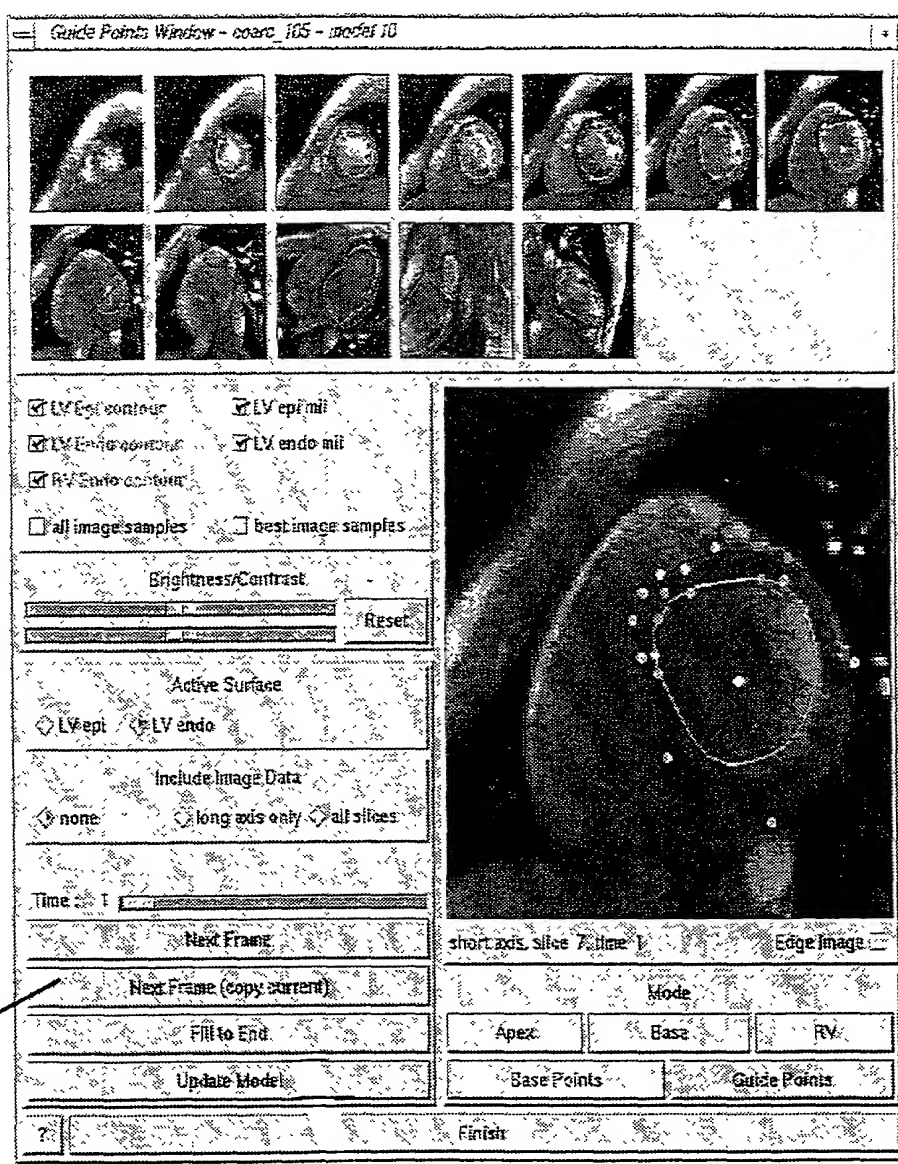 Guide Points Window - coarc_105 - model 10
LV Epi contour
LV epi mit
LV Endo contour
LV endo mit
RV Endo contour
all image samples
best image samples
Brightness/Contrast
Reset
Active Surface
LV epi
LV endo
Include Image Data
none
long axis only
all slices
Time : 1
Next Frame
Next Frame (copy current)
Fill to End
Update Model
short axis, slice 7, time 1
Edge Image
Mode
Apex
Base
RV
Base Points
Guide Points
?
Finish